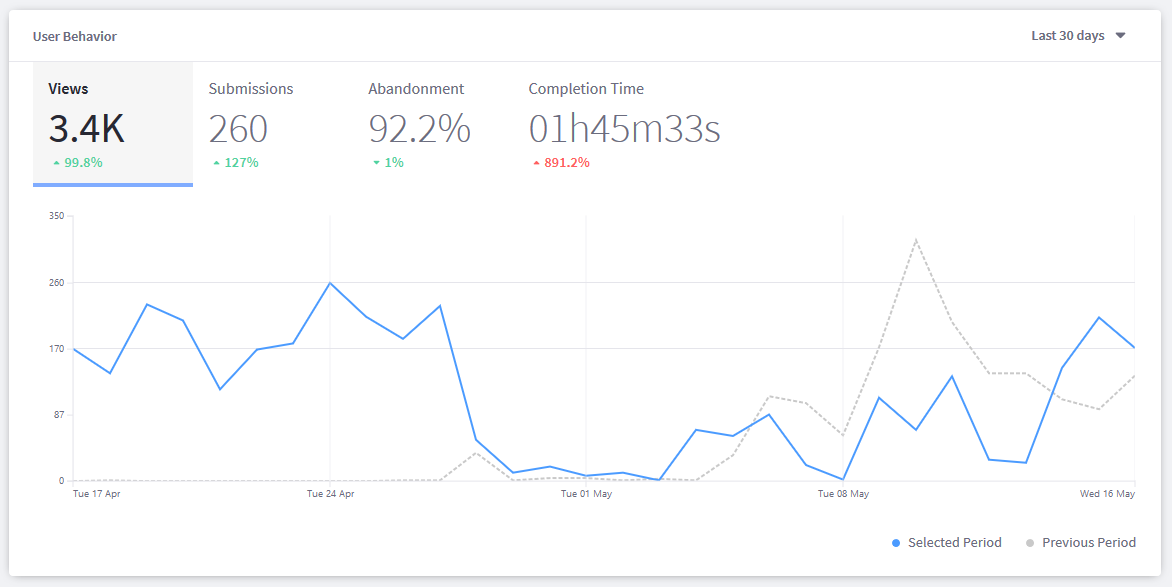 User Behavior
Last 30 days
Views
Submissions
Abandonment
Completion Time
3.4K
260
92.2%
01h45m33s
99.8%
127%
1%
891.2%
350
260
170
87
0
Tue 17 Apr
Tue 24 Apr
Tue 01 May
Tue 08 May
Wed 16 May
Selected Period
Previous Period